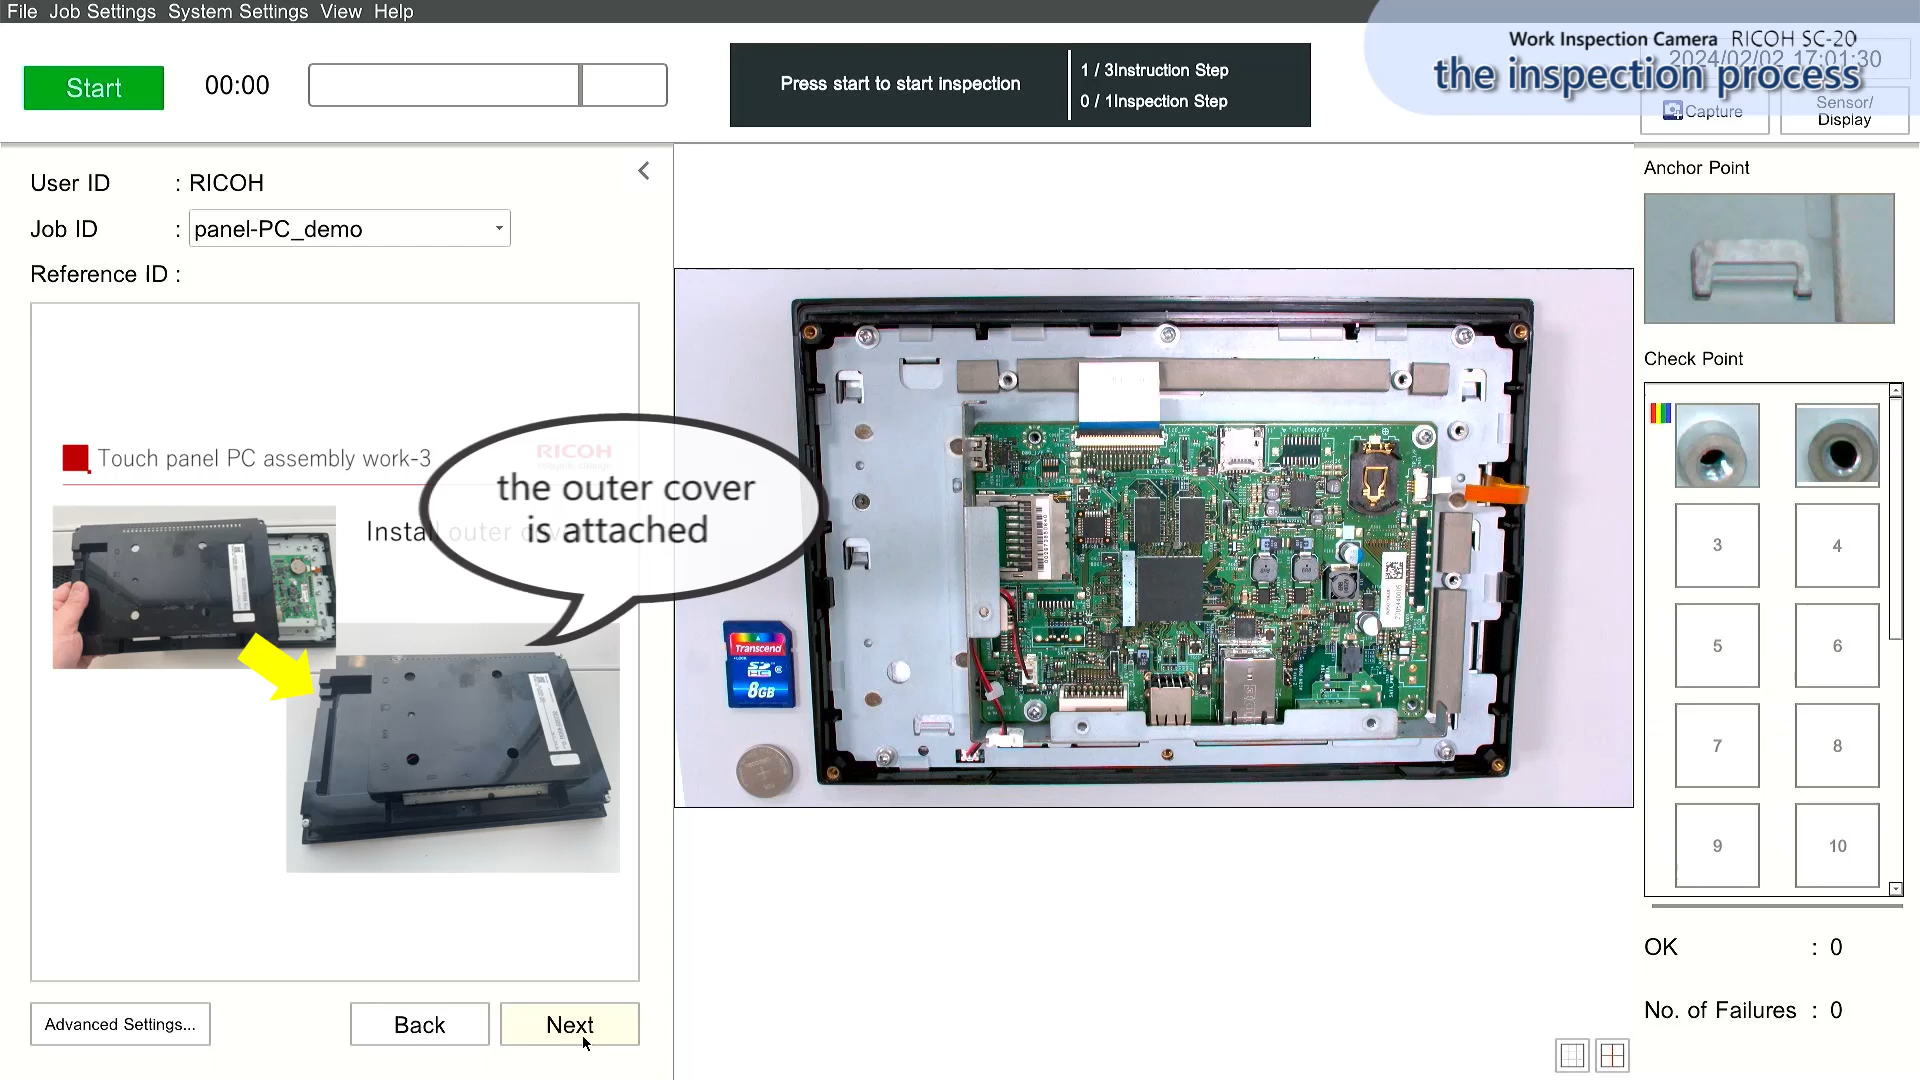 File Job Settings System Settings View Help
Work Inspection Camera RICOH SC-20
the inspection process
2024/02/02 17:01:30
Start
00:00
Press start to start inspection
1 / 3Instruction Step
0 / 1Inspection Step
Capture
Sensor/
Display
User ID : RICOH
Job ID : panel-PC_demo
Reference ID :
Anchor Point
Check Point
RICOH
Touch panel PC assembly work-3
Install outer
the outer cover
is attached
Transcend
8GB
3 4
5 6
7 8
9 10
OK : 0
No. of Failures : 0
Advanced Settings...
Back
Next